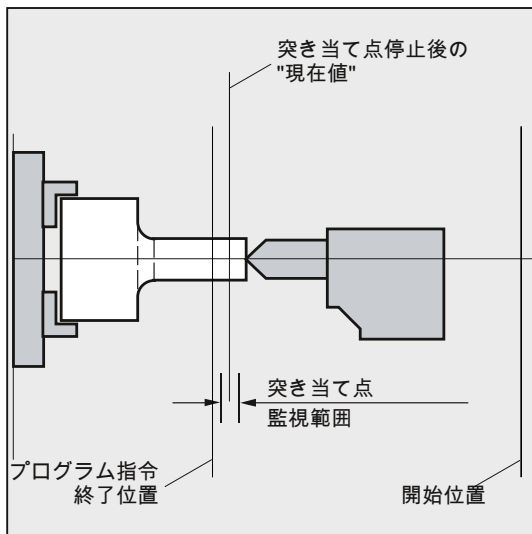 突き当て点停止後の
"現在値"
突き当て点
監視範囲
プログラム指令
終了位置
開始位置